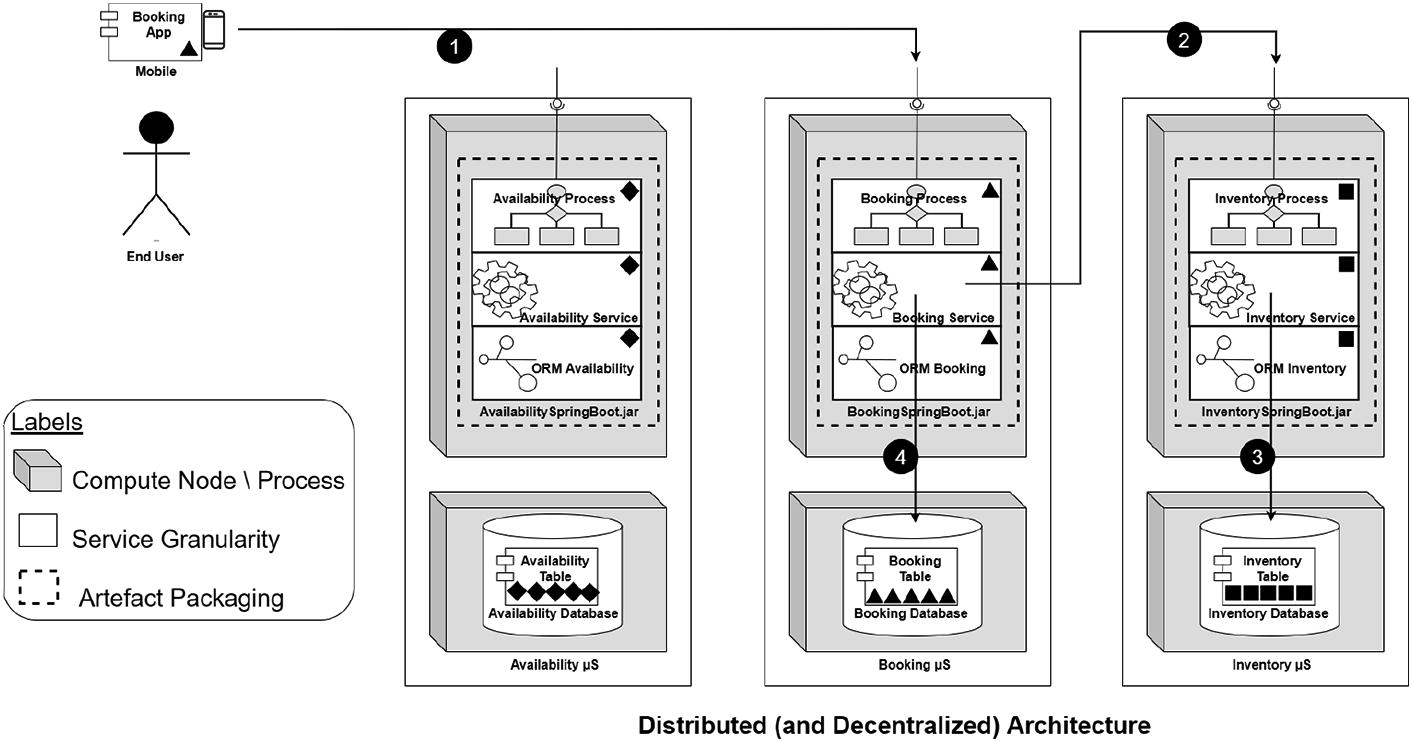 Booking
App
Mobile
End User
1
2
Availability Process
Availability Service
ORM Availability
AvailabilitySpringBoot.jar
Booking Process
Booking Service
ORM Booking
BookingSpringBoot.jar
Inventory Process
Inventory Service
ORM Inventory
InventorySpringBoot.jar
4
3
Availability
Table
Availability Database
Availability µS
Booking
Table
Booking Database
Booking µS
Inventory
Table
Inventory Database
Inventory µS
Labels
Compute Node \ Process
Service Granularity
Artefact Packaging
Distributed (and Decentralized) Architecture